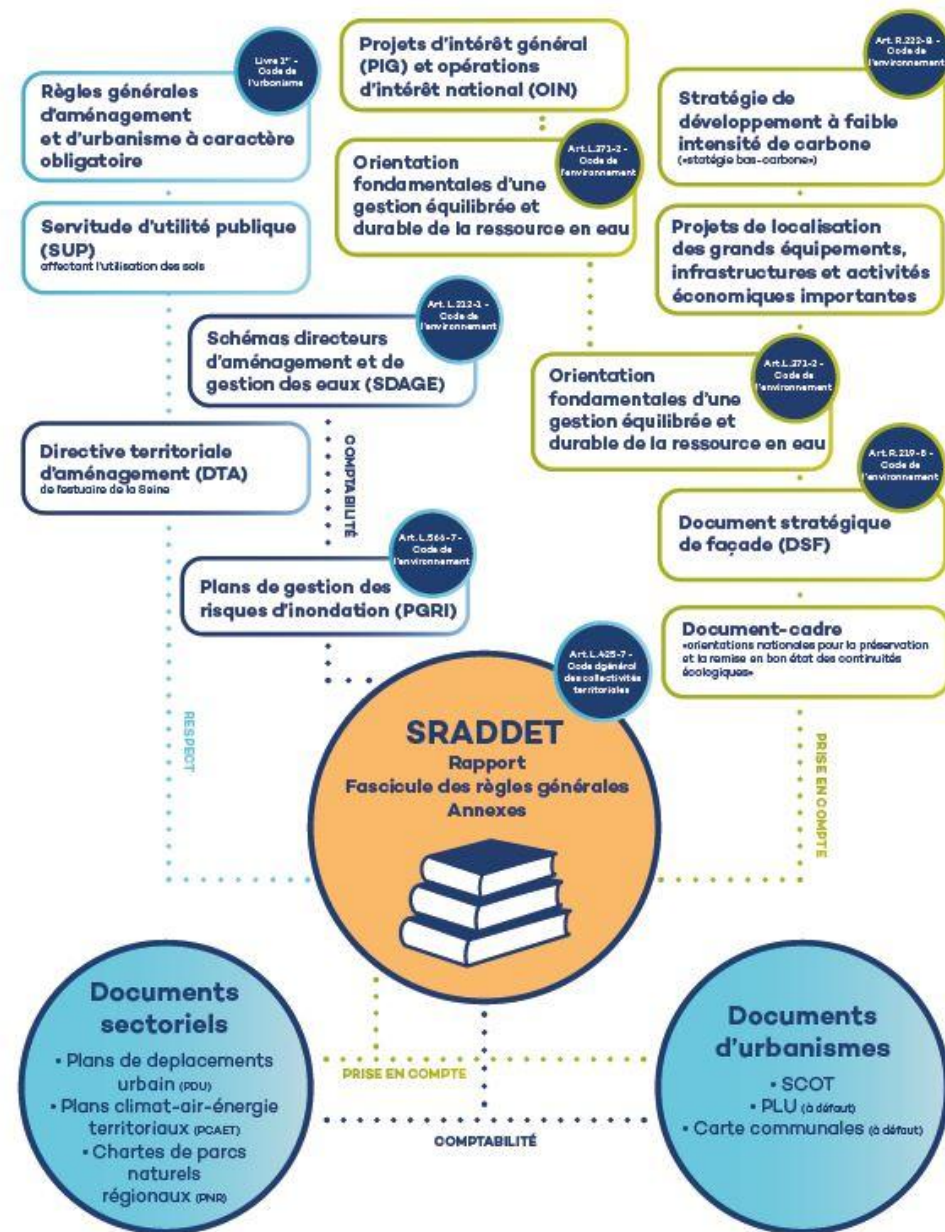 Livre 1er -
Code de
l'urbanisme
Règles générales
d'aménagement
et d'urbanisme à caractère
obligatoire
Servitude d'utilité publique
(SUP)
affectant l'utilisation des sols
Projets d'intérêt général
(PIG) et opérations
d'intérêt national (OIN)
Art.L.371-2 -
Code de
l'environnement
Orientation
fondamentales d'une
gestion équilibrée et
durable de la ressource en eau
Art.R.222-B -
Code de
l'environnement
Stratégie de
développement à faible
intensité de carbone
(«statégie bas-carbone»)
Projets de localisation
des grands équipements,
infrastructures et activités
économiques importantes
Art.L.212-1 -
Code de
l'environnement
Schémas directeurs
d'aménagement et de
gestion des eaux (SDAGE)
Art.L.371-2 -
Code de
l'environnement
Orientation
fondamentales d'une
gestion équilibrée et
durable de la ressource en eau
Directive territoriale
d'aménagement (DTA)
de l'estuaire de la Seine
COMPTABILITÉ
Art.R.219-8 -
Code de
l'environnement
Document stratégique
de façade (DSF)
Art.L.566-7 -
Code de
l'environnement
Plans de gestion des
risques d'inondation (PGRI)
Document-cadre
«orientations nationales pour la préservation
et la remise en bon état des continuités
écologiques»
Art.L.425-7 -
Code dgénéral
des collectivités
territoriales
RESPECT
SRADDET
Rapport
Fascicule des règles générales
Annexes
PRISE EN COMPTE
Documents
sectoriels
• Plans de deplacements
urbain (PDU)
• Plans climat-air-énergie
territoriaux (PCAET)
• Chartes de parcs
naturels
régionaux (PNR)
PRISE EN COMPTE
COMPTABILITÉ
Documents
d'urbanismes
• SCOT
• PLU (à défaut)
• Carte communales (à défaut)